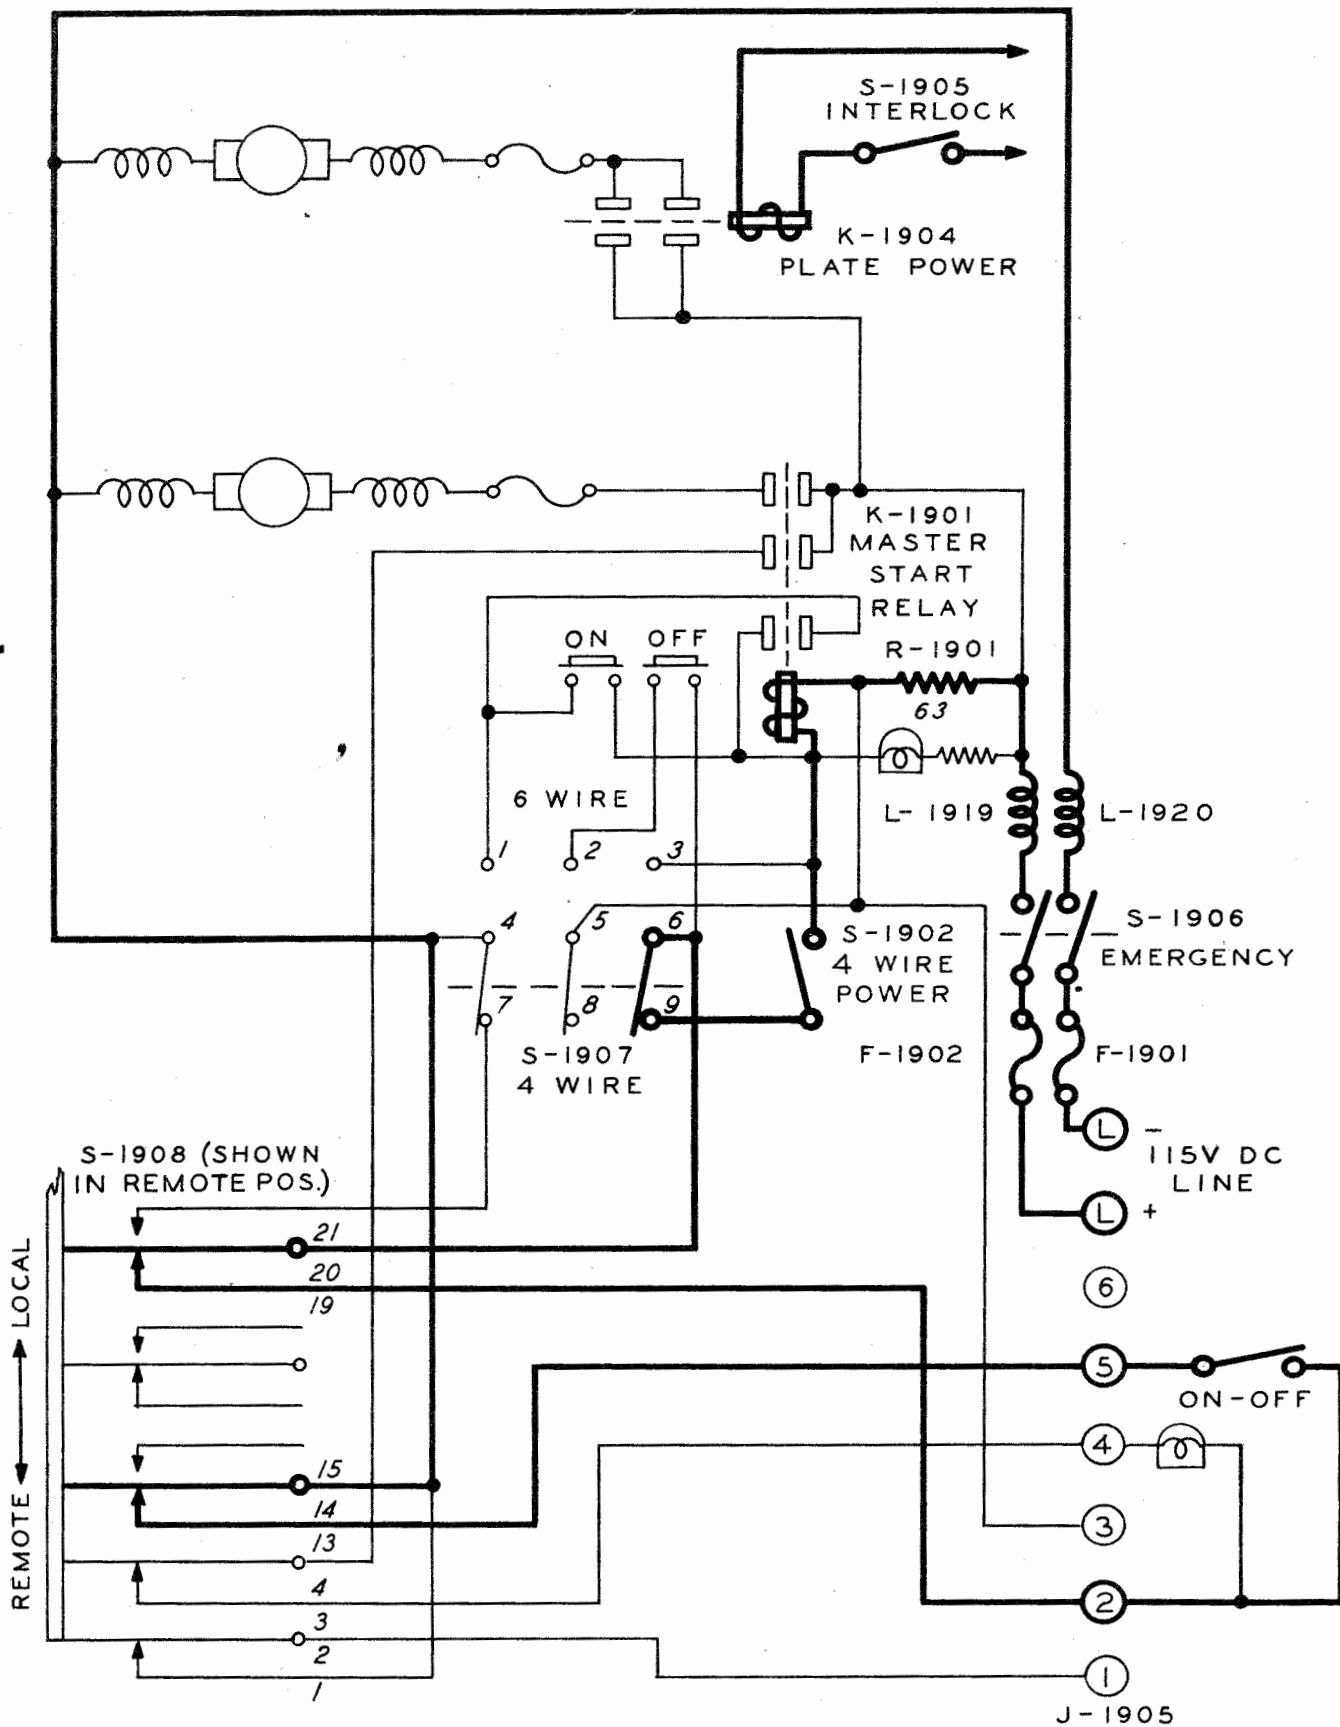 S-1905
INTERLOCK
K-1904
PLATE POWER
K-1901
MASTER
START
RELAY
ON OFF
R-1901
63
6 WIRE
L-1919 L-1920
1 2 3
4 5 6
S-1902
4 WIRE
POWER
S-1906
EMERGENCY
7 8 9
S-1907
4 WIRE
F-1902 F-1901
L -
115V DC
LINE
L +
S-1908 (SHOWN
IN REMOTE POS.)
21
20
19
6
5
ON-OFF
LOCAL
REMOTE
15
14
13
4
4
3
3
2
2
1
1
J-1905